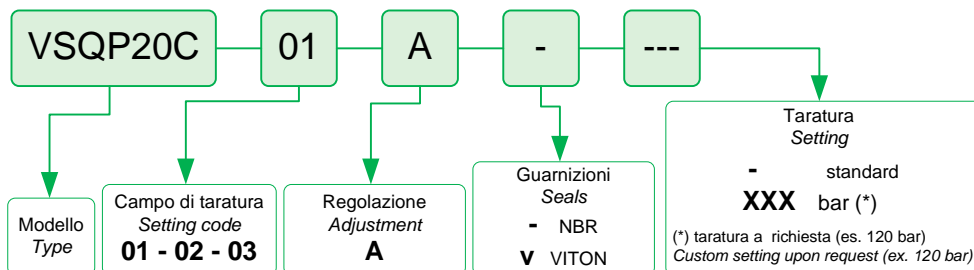 VSQP20C
01
A
-
---
Modello
Type
Campo di taratura
Setting code
01 - 02 - 03
Regolazione
Adjustment
A
Guarnizioni
Seals
- NBR
v VITON
Taratura
Setting
- standard
XXX bar (*)
(*) taratura a richiesta (es. 120 bar)
Custom setting upon request (ex. 120 bar)